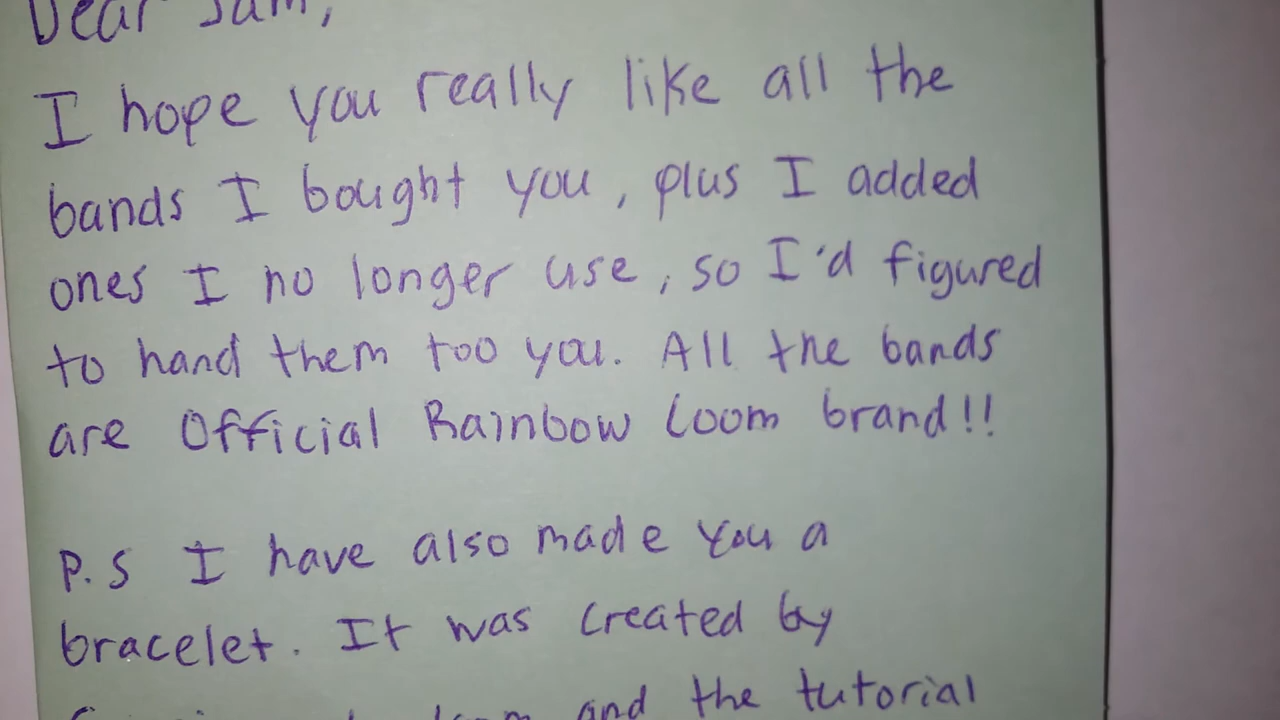 Dear Sam,
I hope you really like all the
bands I bought you, plus I added
ones I no longer use, so I'd figured
to hand them too you. All the bands
are Official Rainbow Loom brand!!
P.S I have also made you a
bracelet. It was created by
and the tutorial